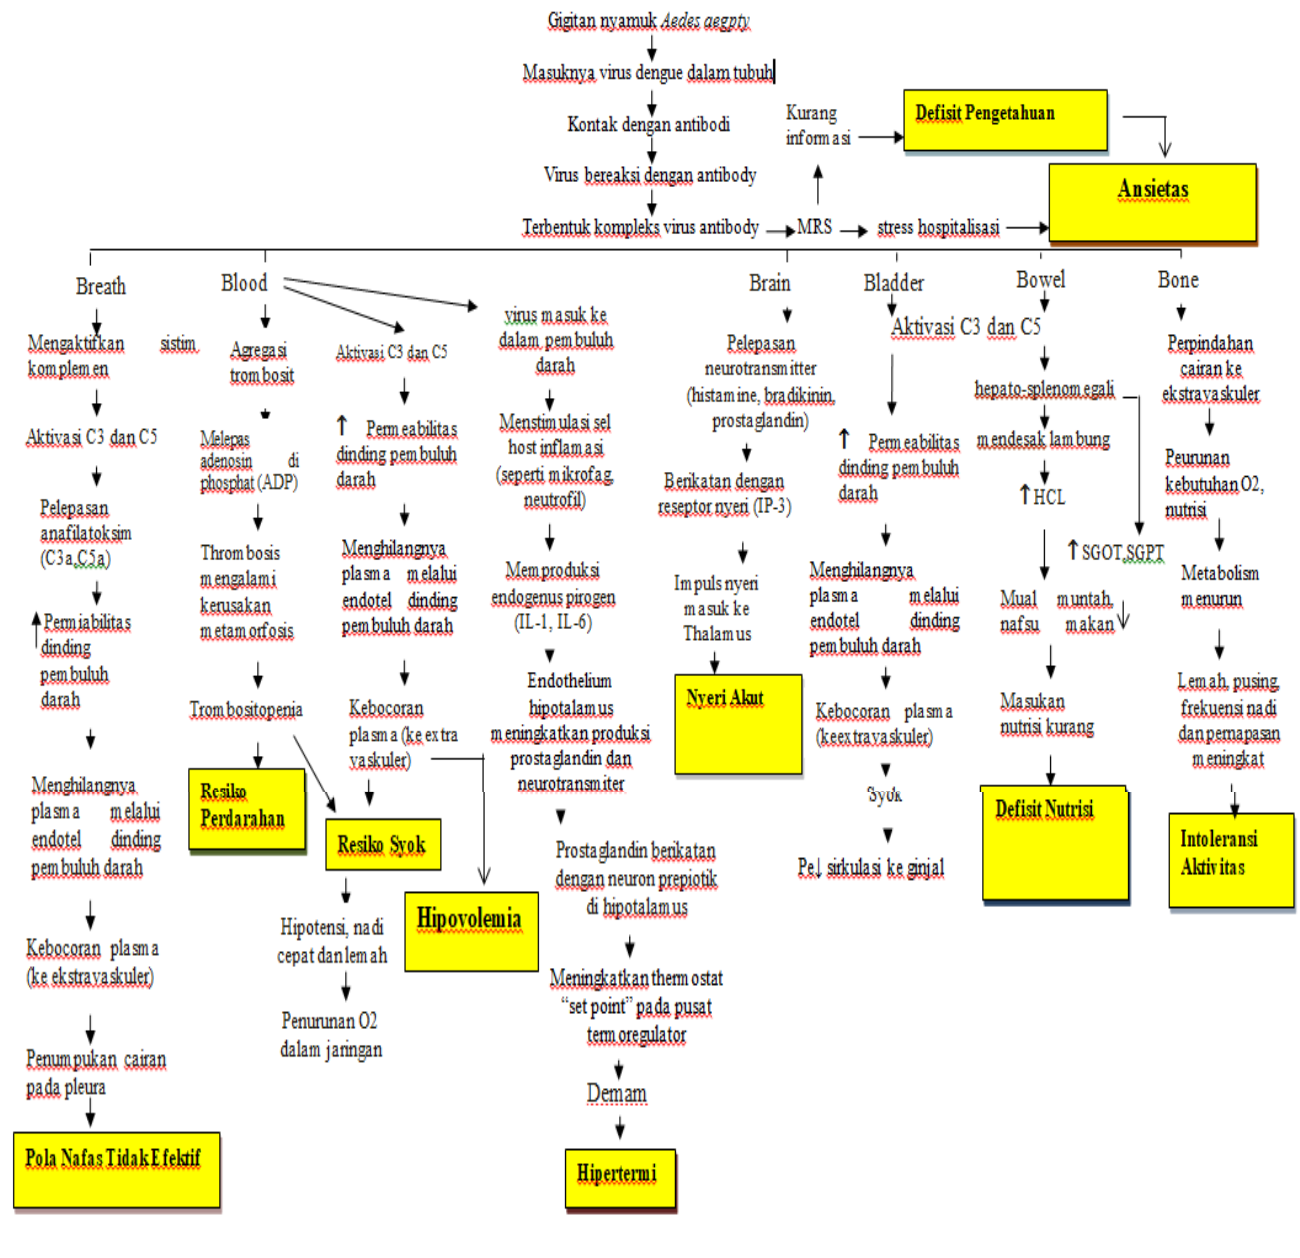 Gigitan nyamuk Aedes aegpty
Masuknya virus dengue dalam tubuh
Kontak dengan antibodi
Virus bereaksi dengan antibody
Terbentuk kompleks virus antibody
MRS
stress hospitalisasi
Kurang
informasi
Defisit Pengetahuan
Ansietas
Breath
Mengaktifkan sistim
komplemen
Aktivasi C3 dan C5
Pelepasan
anafilatoksim
(C3a,C5a)
↑ Permiabilitas
dinding
pembuluh
darah
Menghilangnya
plasma melalui
endotel dinding
pembuluh darah
Kebocoran plasma
(ke ekstravaskuler)
Penumpukan cairan
pada pleura
Pola Nafas Tidak Efektif
Blood
Agregasi
trombosit
Melepas
adenosin di
phosphat (ADP)
Thrombosis
mengalami
kerusakan
metamorfosis
Trombositopenia
Resiko
Perdarahan
Aktivasi C3 dan C5
↑ Permeabilitas
dinding pembuluh
darah
Menghilangnya
plasma melalui
endotel dinding
pembuluh darah
Kebocoran
plasma (ke extra
vaskuler)
Resiko Syok
Hipotensi, nadi
cepat dan lemah
Penurunan O2
dalam jaringan
Hipovolemia
virus masuk ke
dalam pembuluh
darah
Menstimulasi sel
host inflamasi
(seperti mikrofag,
neutrofil)
Memproduksi
endogenus pirogen
(IL-1, IL-6)
Endothelium
hipotalamus
meningkatkan produksi
prostaglandin dan
neurotransmiter
Prostaglandin berikatan
dengan neuron prepiotik
di hipotalamus
Meningkatkan thermostat
“set point” pada pusat
termoregulator
Demam
Hipertermi
Brain
Pelepasan
neurotransmitter
(histamine, bradikinin,
prostaglandin)
Berikatan dengan
reseptor nyeri (IP-3)
Impuls nyeri
masuk ke
Thalamus
Nyeri Akut
Bladder
Aktivasi C3 dan C5
↑ Permeabilitas
dinding pembuluh
darah
Menghilangnya
plasma melalui
endotel dinding
pembuluh darah
Kebocoran plasma
(keextravaskuler)
Syok
Pe↓ sirkulasi ke ginjal
Bowel
hepato-splenomegali
mendesak lambung
↑HCL
↑SGOT,SGPT
Mual muntah,
nafsu makan↓
Masukan
nutrisi kurang
Defisit Nutrisi
Bone
Perpindahan
cairan ke
ekstravaskuler
Peurunan
kebutuhan O2,
nutrisi
Metabolism
menurun
Lemah, pusing,
frekuensi nadi
dan pernapasan
meningkat
Intoleransi
Aktivitas